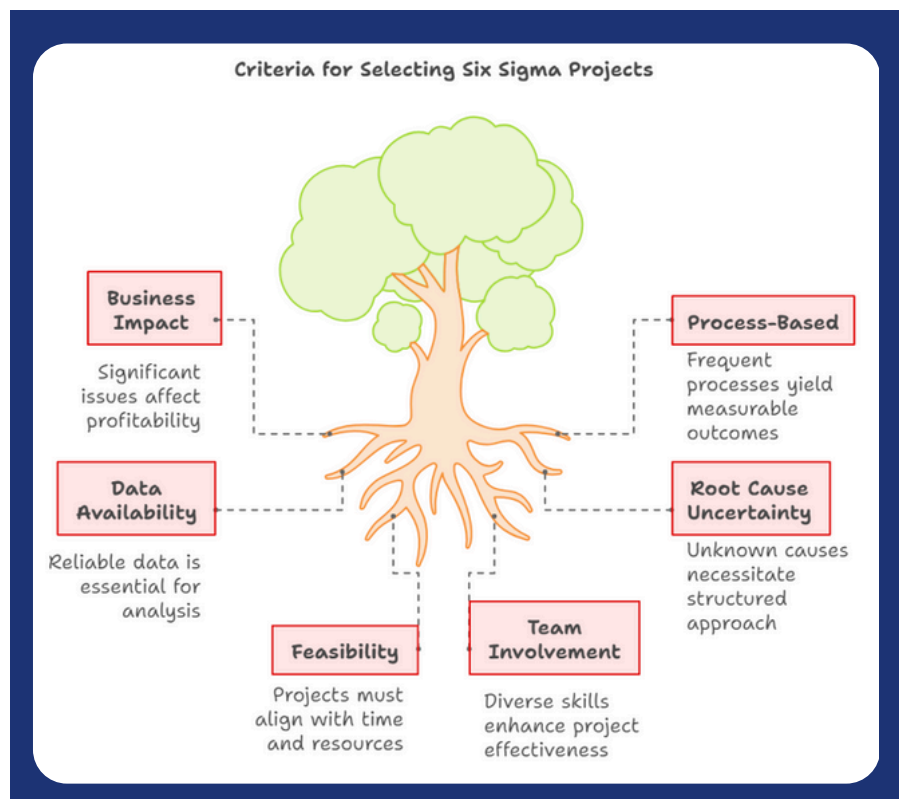 Criteria for Selecting Six Sigma Projects
Business
Impact
Significant
issues affect
profitability
Process-Based
Frequent
processes yield
measurable
outcomes
Data
Availability
Reliable data is
essential for
analysis
Root Cause
Uncertainty
Unknown causes
necessitate
structured
approach
Feasibility
Projects must
align with time
and resources
Team
Involvement
Diverse skills
enhance project
effectiveness